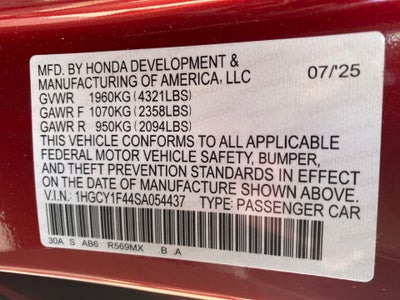 MFD. BY HONDA DEVELOPMENT &
MANUFACTURING OF AMERICA, LLC 07/25
GVWR 1960KG (4321LBS)
GAWR F 1070KG (2358LBS)
GAWR R 950KG (2094LBS)
THIS VEHICLE CONFORMS TO ALL APPLICABLE
FEDERAL MOTOR VEHICLE SAFETY, BUMPER,
AND THEFT PREVENTION STANDARDS IN EFFECT
ON THE DATE OF MANUFACTURE SHOWN ABOVE.
V.I.N.: 1HGCY1F44SA054437 TYPE: PASSENGER CAR
30A S AB6 R569MX .B .A